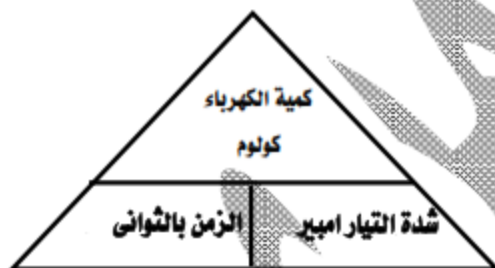 كمية الكهرباء
كولوم
شدة التيار امبير
الزمن بالثوانى